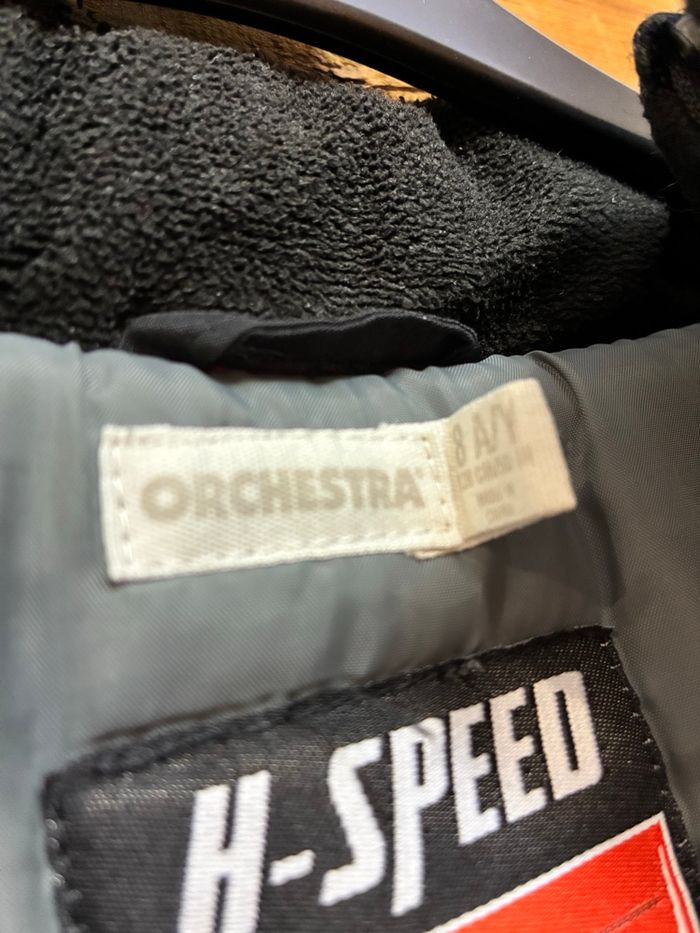 ORCHESTRA
8 A/Y
H-SPEED